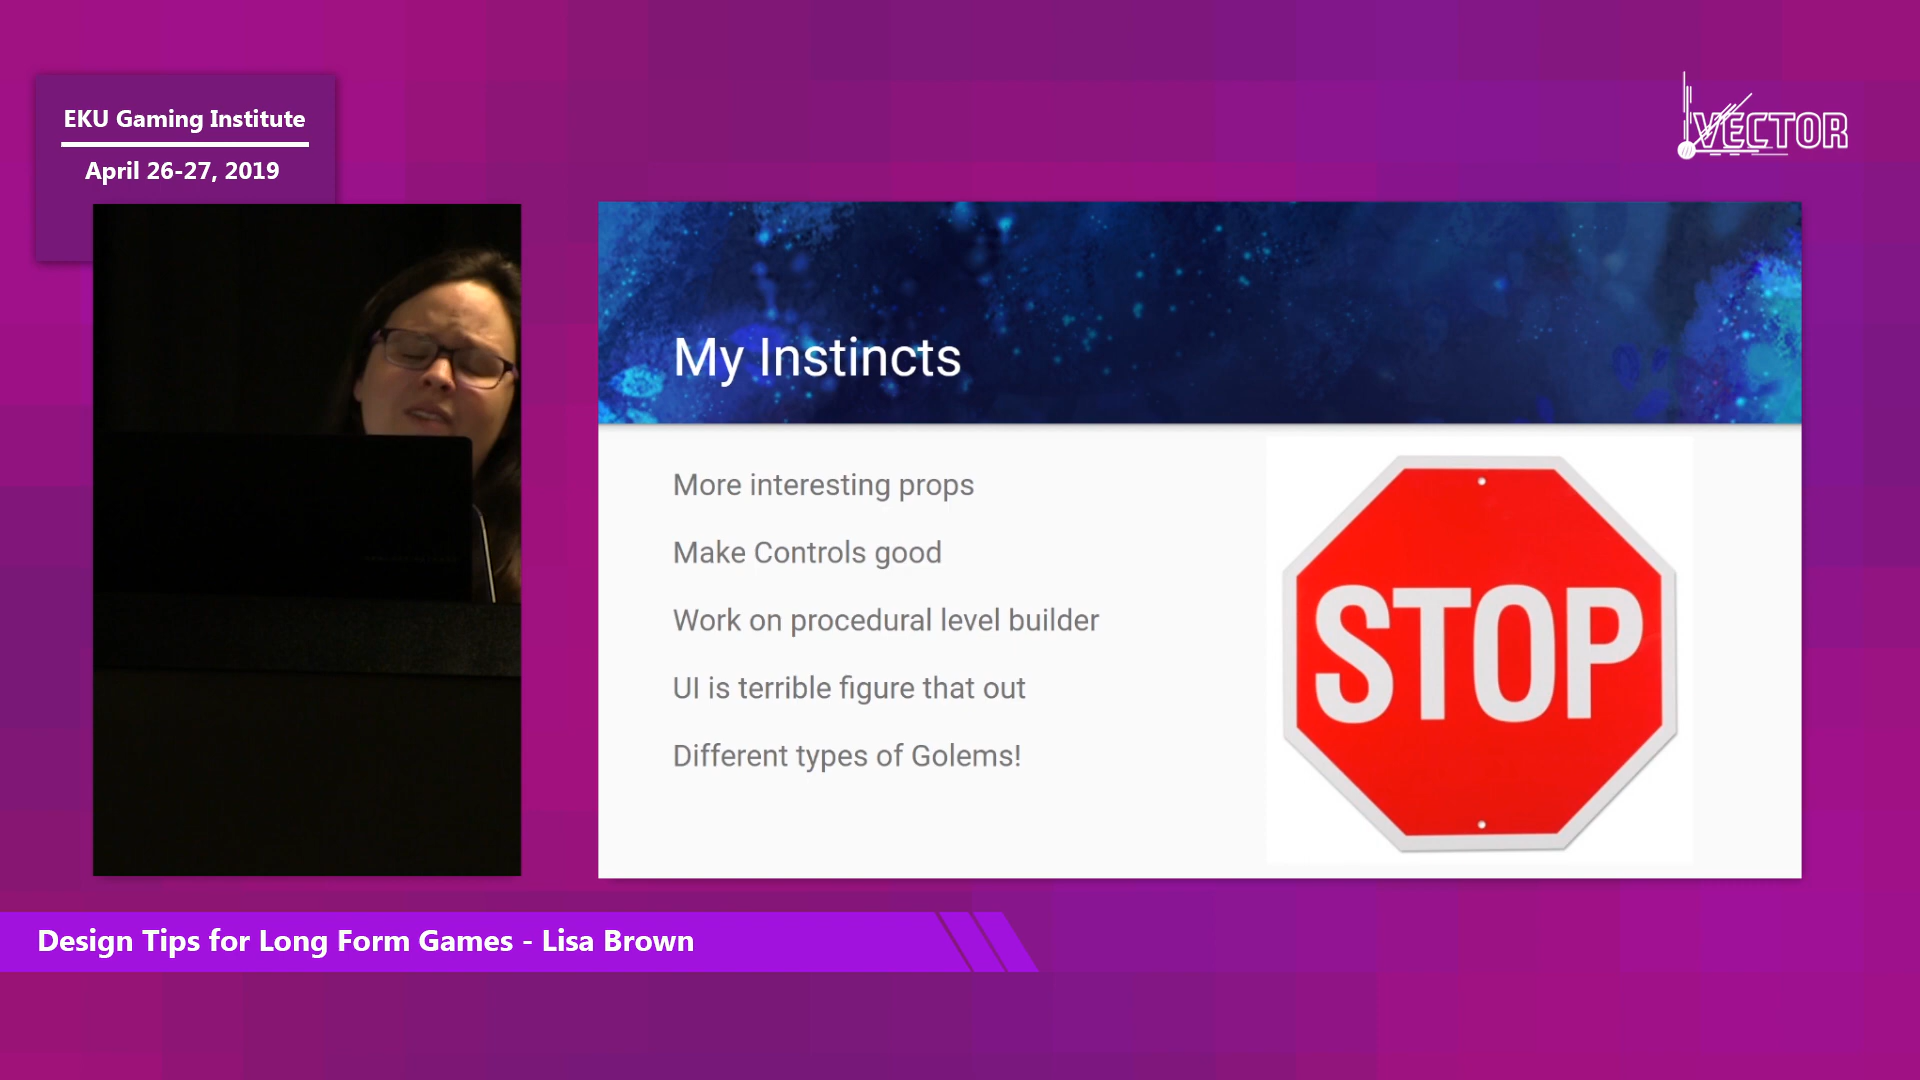 EKU Gaming Institute
April 26-27, 2019
VECTOR
My Instincts
More interesting props
Make Controls good
Work on procedural level builder
UI is terrible figure that out
Different types of Golems!
STOP
Design Tips for Long Form Games - Lisa Brown